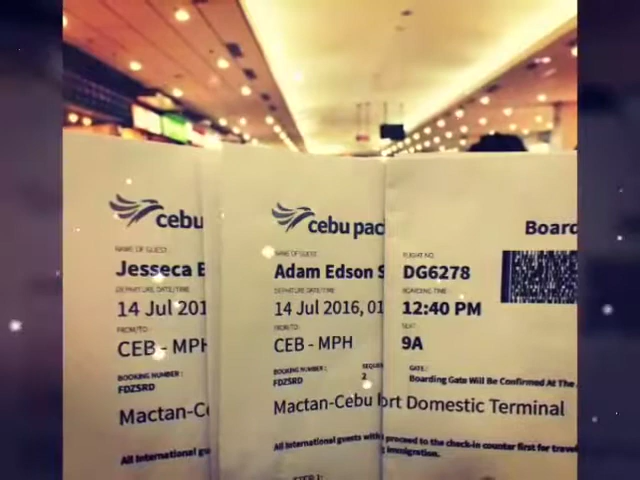 cebu
NAME OF GUEST
Jesseca
DEPARTURE DATE/TIME
14 Jul 201
FROM/TO
CEB - MPH
BOOKING NUMBER:
FDZSRD
Mactan-C
All International gu
cebu pac
NAME OF GUEST
Adam Edson S
DEPARTURE DATE/TIME
14 Jul 2016, 01
FROM/TO
CEB - MPH
BOOKING NUMBER:
FDZSRD
2
Mactan-Cebu
All International guests with
STEP 1:
Board
FLIGHT NO.
DG6278
BOARDING TIME
12:40 PM
SEAT
9A
GATE:
Boarding Gate Will Be Confirmed At The
ort Domestic Terminal
proceed to the check-in counter first for trave
immigration.